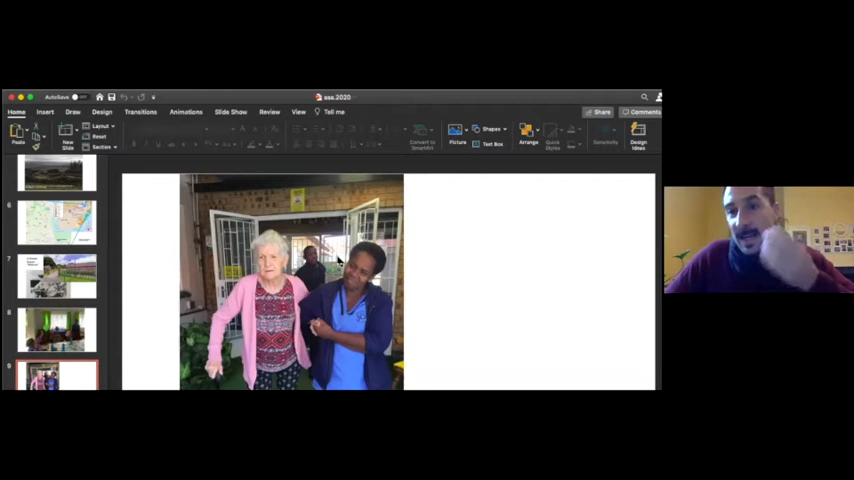 AutoSave
asa.2020
Home Insert Draw Design Transitions Animations Slide Show Review View Tell me
Share Comments
Paste
New
Slide
Layout
Reset
Section
Convert to
SmartArt
Picture
Shapes
Text Box
Arrange
Quick
Styles
Sensitivity
Design
Ideas
6
7
8
9